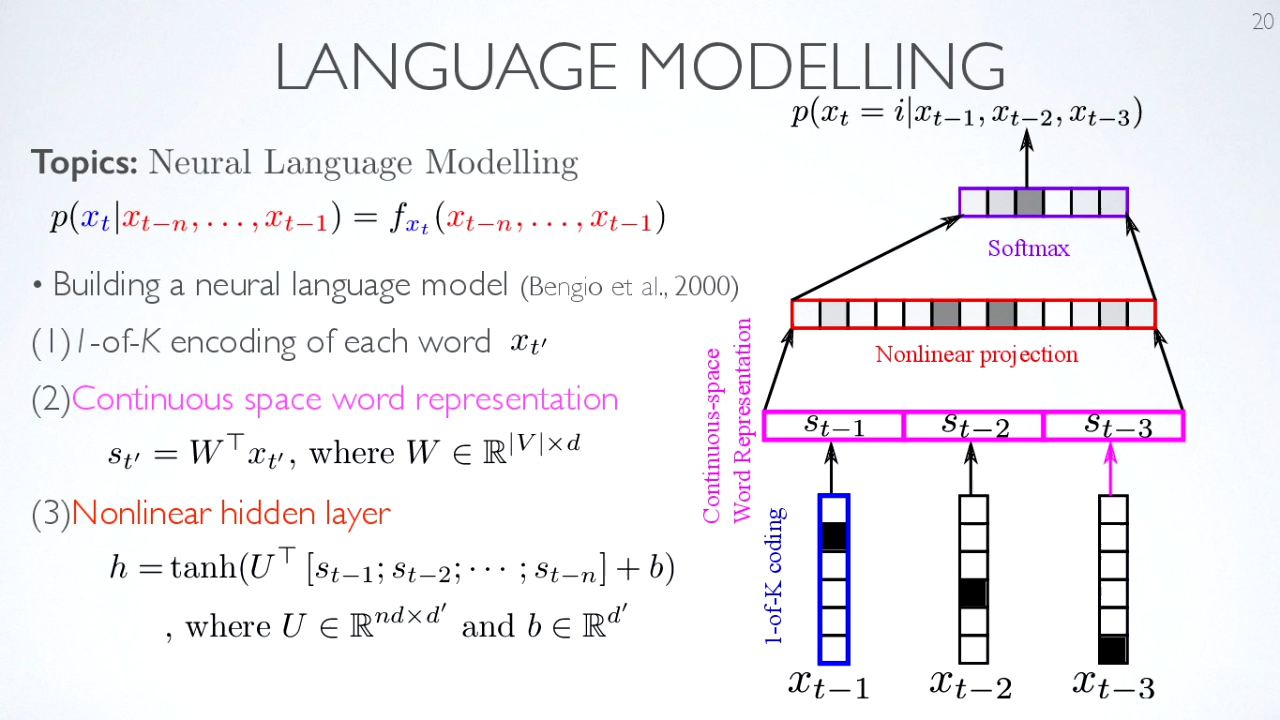 20
LANGUAGE MODELLING
Topics: Neural Language Modelling
p(x_t|x_{t−n}, . . . , x_{t−1}) = f_{x_t}(x_{t−n}, . . . , x_{t−1})
• Building a neural language model (Bengio et al., 2000)
(1) 1-of-K encoding of each word x_{t′}
(2)Continuous space word representation
s_{t′} = W^⊤ x_{t′}, where W ∈ ℝ^{|V|×d}
(3)Nonlinear hidden layer
h = tanh(U^⊤ [s_{t−1}; s_{t−2}; · · · ; s_{t−n}] + b)
, where U ∈ ℝ^{nd×d′} and b ∈ ℝ^{d′}
p(x_t = i|x_{t−1}, x_{t−2}, x_{t−3})
Softmax
Nonlinear projection
Continuous-space
Word Representation
s_{t−1} s_{t−2} s_{t−3}
1-of-K coding
x_{t−1} x_{t−2} x_{t−3}